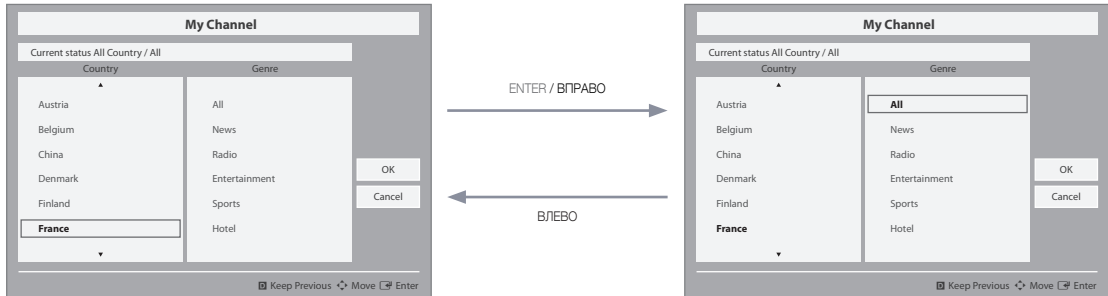 My Channel
Current status All Country / All
Country Genre
▲
Austria All
Belgium News
China Radio
Denmark Entertainment
Finland Sports
France Hotel
▼
OK
Cancel
D Keep Previous Move Enter
ENTER / ВПРАВО
ВЛЕВО
My Channel
Current status All Country / All
Country Genre
▲
Austria All
Belgium News
China Radio
Denmark Entertainment
Finland Sports
France Hotel
▼
OK
Cancel
D Keep Previous Move Enter